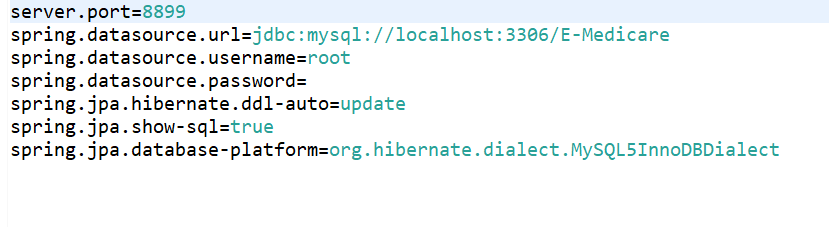 server.port=8899
spring.datasource.url=jdbc:mysql://localhost:3306/E-Medicare
spring.datasource.username=root
spring.datasource.password=
spring.jpa.hibernate.ddl-auto=update
spring.jpa.show-sql=true
spring.jpa.database-platform=org.hibernate.dialect.MySQL5InnoDBDialect